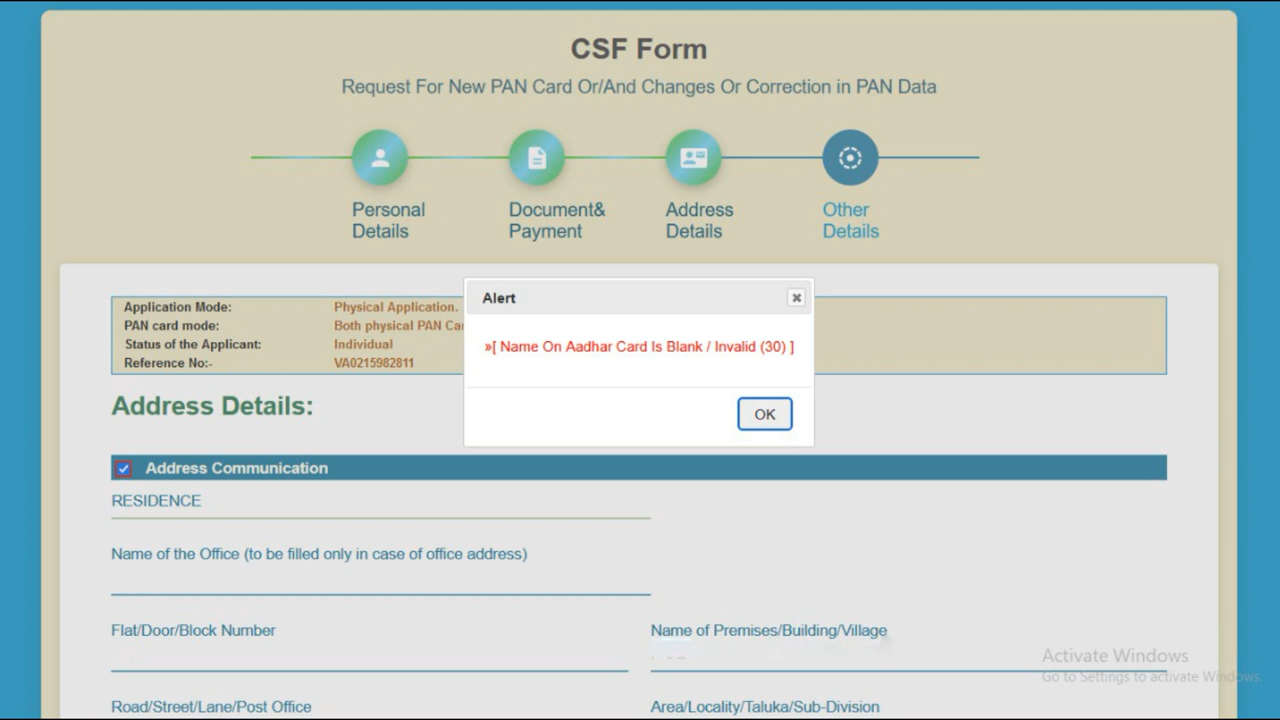 CSF Form
Request For New PAN Card Or/And Changes Or Correction in PAN Data
Personal Details
Document& Payment
Address Details
Other Details
Alert
»[ Name On Aadhar Card Is Blank / Invalid (30) ]
OK
Application Mode: Physical Application.
PAN card mode: Both physical PAN
Status of the Applicant: Individual
Reference No:- VA0215982811
Address Details:
Address Communication
RESIDENCE
Name of the Office (to be filled only in case of office address)
Flat/Door/Block Number
Name of Premises/Building/Village
Road/Street/Lane/Post Office
Area/Locality/Taluka/Sub-Division
Activate Windows
Go to Settings to activate Windows.